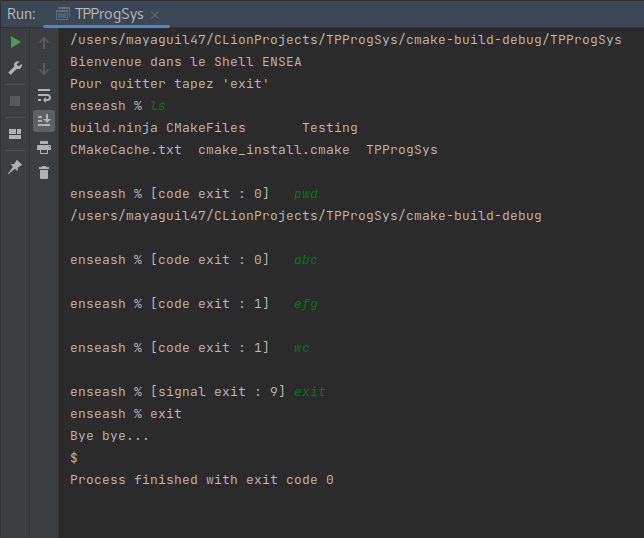 Run: TPProgSys
/users/mayaguil47/CLionProjects/TPProgSys/cmake-build-debug/TPProgSys
Bienvenue dans le Shell ENSEA
Pour quitter tapez 'exit'
enseash % ls
build.ninja CMakeFiles       Testing
CMakeCache.txt  cmake_install.cmake  TPProgSys
enseash % [code exit : 0]   pwd
/users/mayaguil47/CLionProjects/TPProgSys/cmake-build-debug
enseash % [code exit : 0]   abc
enseash % [code exit : 1]   efg
enseash % [code exit : 1]   wc
enseash % [signal exit : 9] exit
enseash % exit
Bye bye...
$
Process finished with exit code 0